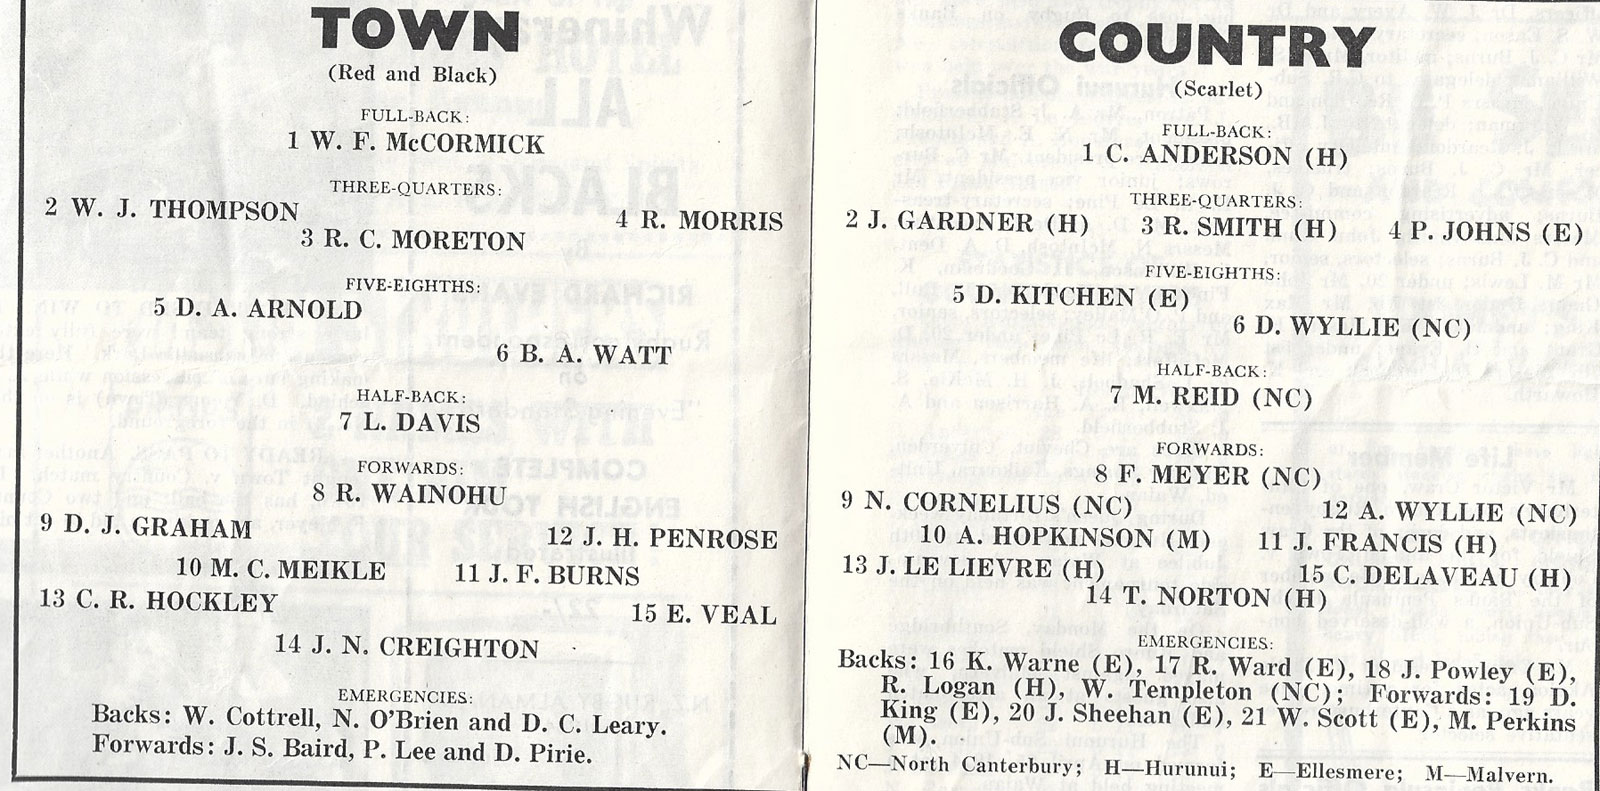 TOWN
(Red and Black)
FULL-BACK:
1 W. F. McCORMICK
THREE-QUARTERS:
2 W. J. THOMPSON
4 R. MORRIS
3 R. C. MORETON
FIVE-EIGHTHS:
5 D. A. ARNOLD
6 B. A. WATT
HALF-BACK:
7 L. DAVIS
FORWARDS:
8 R. WAINOHU
9 D. J. GRAHAM
12 J. H. PENROSE
10 M. C. MEIKLE
11 J. F. BURNS
13 C. R. HOCKLEY
15 E. VEAL
14 J. N. CREIGHTON
EMERGENCIES:
Backs: W. Cottrell, N. O'Brien and D. C. Leary.
Forwards: J. S. Baird, P. Lee and D. Pirie.
COUNTRY
(Scarlet)
FULL-BACK:
1 C. ANDERSON (H)
THREE-QUARTERS:
2 J. GARDNER (H) 3 R. SMITH (H) 4 P. JOHNS (E)
FIVE-EIGHTHS:
5 D. KITCHEN (E)
6 D. WYLLIE (NC)
HALF-BACK:
7 M. REID (NC)
FORWARDS:
8 F. MEYER (NC)
9 N. CORNELIUS (NC) 12 A. WYLLIE (NC)
10 A. HOPKINSON (M) 11 J. FRANCIS (H)
13 J. LE LIEVRE (H) 15 C. DELAVEAU (H)
14 T. NORTON (H)
EMERGENCIES:
Backs: 16 K. Warne (E), 17 R. Ward (E), 18 J. Powley (E),
R. Logan (H), W. Templeton (NC); Forwards: 19 D.
King (E), 20 J. Sheehan (E), 21 W. Scott (E), M. Perkins
(M).
NC—North Canterbury; H—Hurunui; E—Ellesmere; M—Malvern.